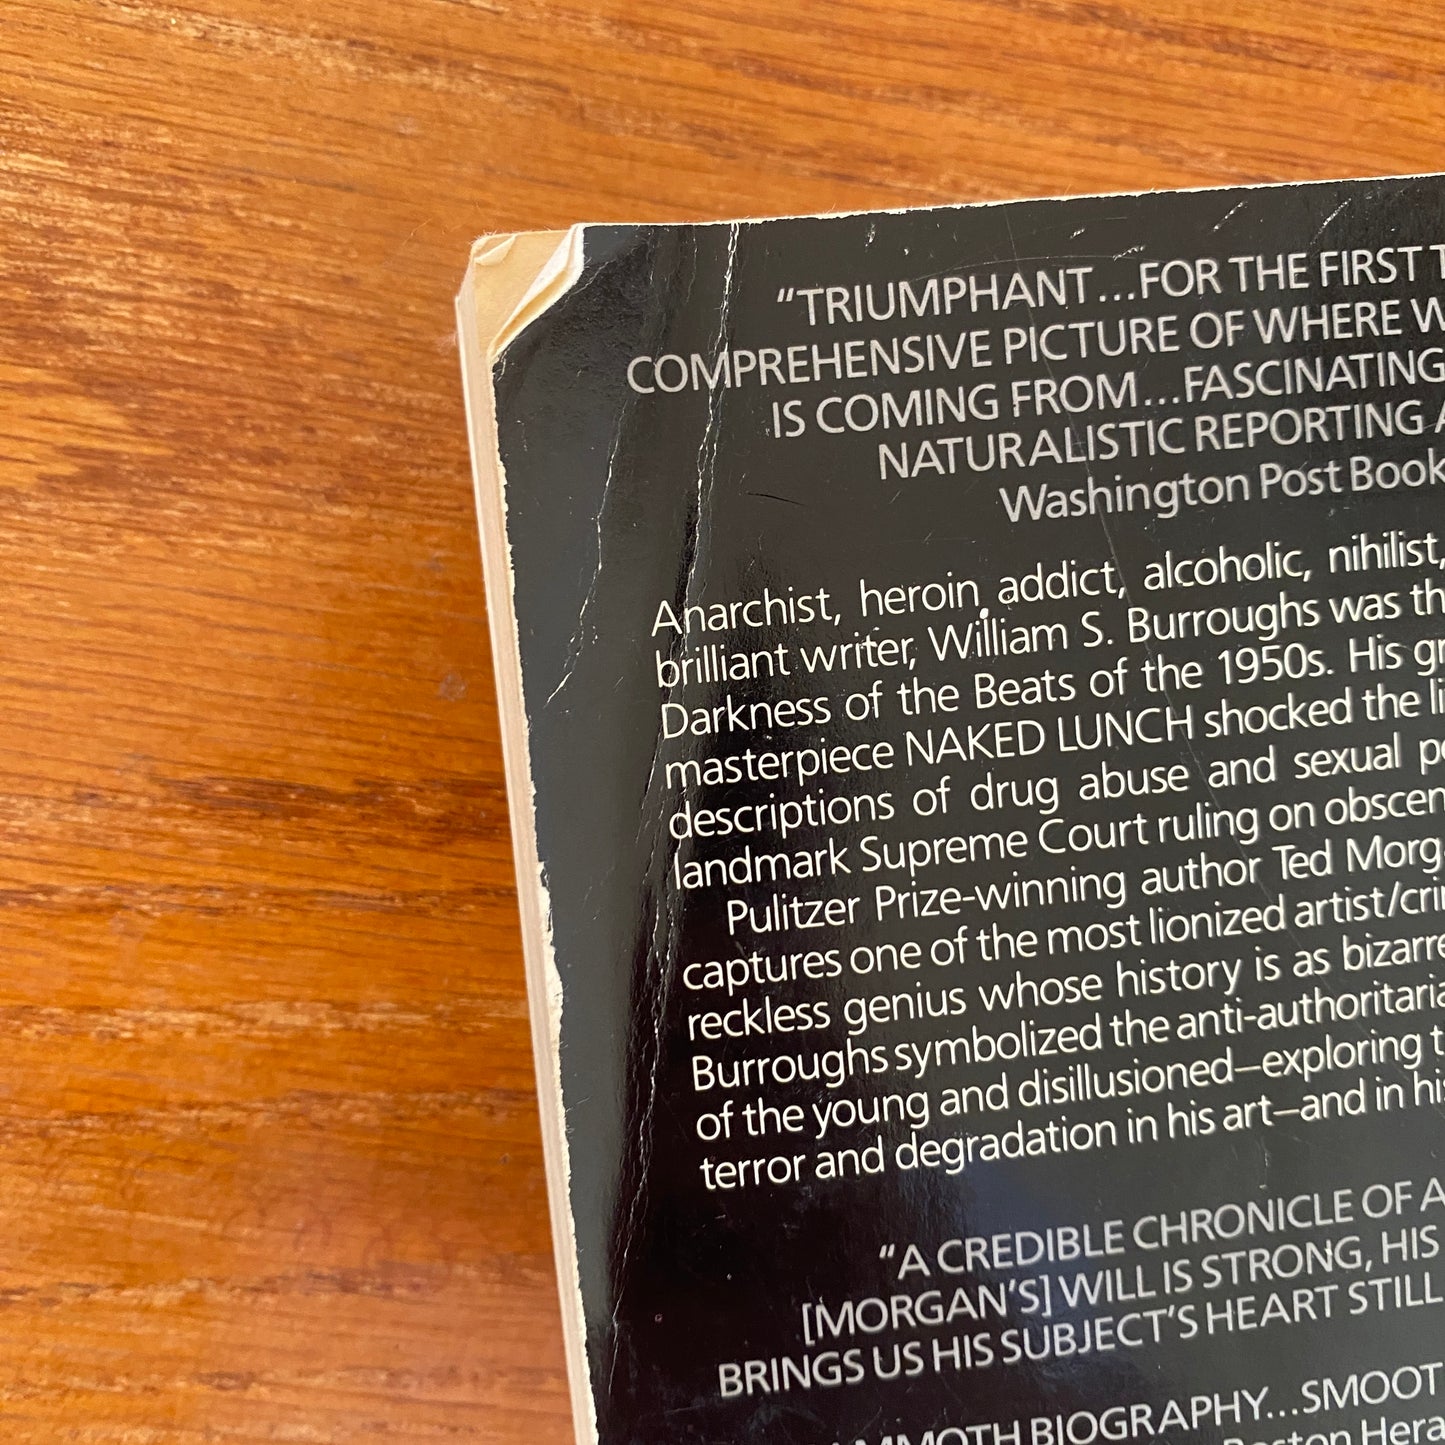 “TRIUMPHANT...FOR THE FIRST
COMPREHENSIVE PICTURE OF WHERE
IS COMING FROM...FASCINATING
NATURALISTIC REPORTING
Washington Post Book
Anarchist, heroin addict, alcoholic, nihilist,
brilliant writer, William S. Burroughs was
Darkness of the Beats of the 1950s. His
masterpiece NAKED LUNCH shocked the
descriptions of drug abuse and sexual
landmark Supreme Court ruling on
Pulitzer Prize-winning author Ted
captures one of the most lionized
reckless genius whose history is as
Burroughs symbolized the
of the young and disillusioned—exploring
terror and degradation in his art—and in
“A CREDIBLE CHRONICLE OF A
[MORGAN’S] WILL IS STRONG, HIS
BRINGS US HIS SUBJECT’S HEART STILL
BIOGRAPHY...SMOOTH